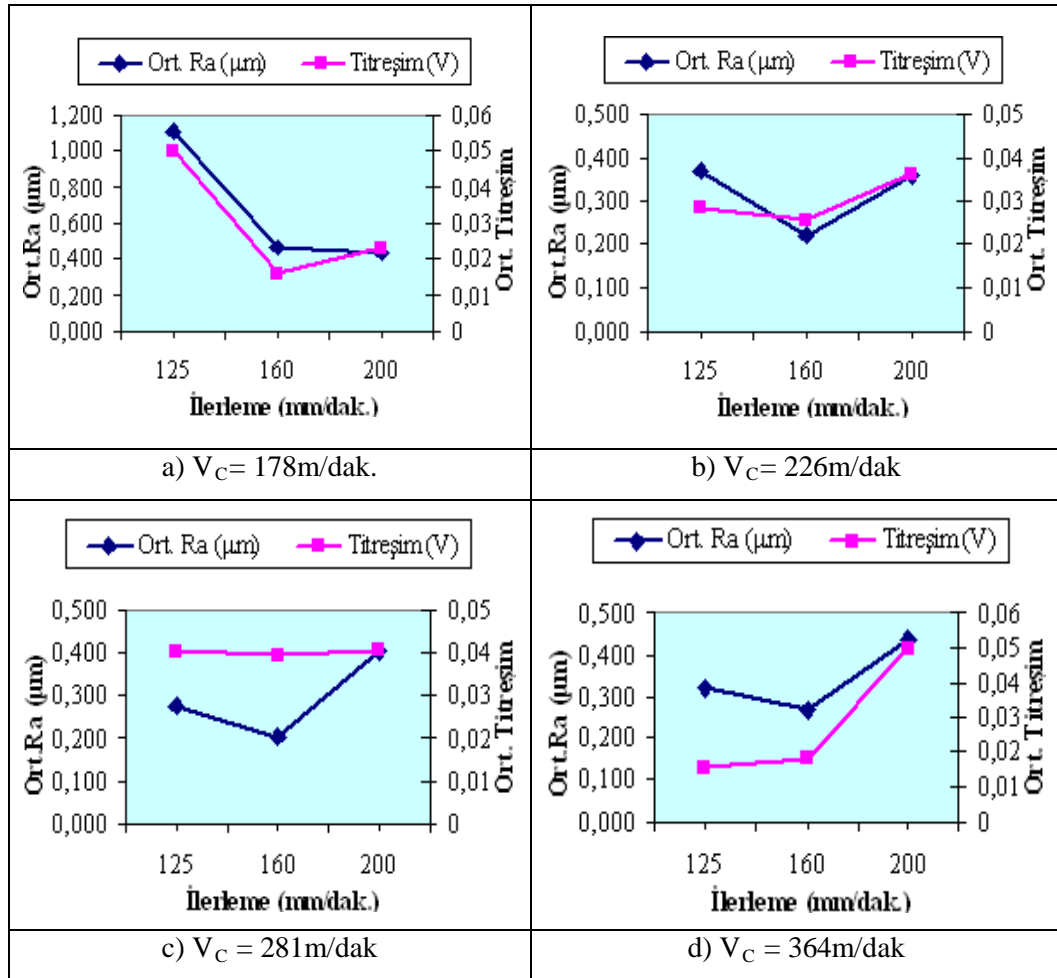 Ort. Ra (µm) Titreşim(V)
Ort.Ra (µm)
1,200
1,000
0,800
0,600
0,400
0,200
0,000
0,06
0,05
0,04
0,03
0,02
0,01
0
Ort. Titreşim
125 160 200
İlerleme (mm/dak.)
a) VC= 178m/dak.
Ort. Ra (µm) Titreşim(V)
Ort.Ra (µm)
0,500
0,400
0,300
0,200
0,100
0,000
0,05
0,04
0,03
0,02
0,01
0
Ort. Titreşim
125 160 200
İlerleme (mm/dak.)
b) VC= 226m/dak
Ort. Ra (µm) Titreşim(V)
Ort.Ra (µm)
0,500
0,400
0,300
0,200
0,100
0,000
0,05
0,04
0,03
0,02
0,01
0
Ort. Titreşim
125 160 200
İlerleme (mm/dak.)
c) VC = 281m/dak
Ort. Ra (µm) Titreşim(V)
Ort.Ra (µm)
0,500
0,400
0,300
0,200
0,100
0,000
0,06
0,05
0,04
0,03
0,02
0,01
0
Ort. Titreşim
125 160 200
İlerleme (mm/dak.)
d) VC = 364m/dak